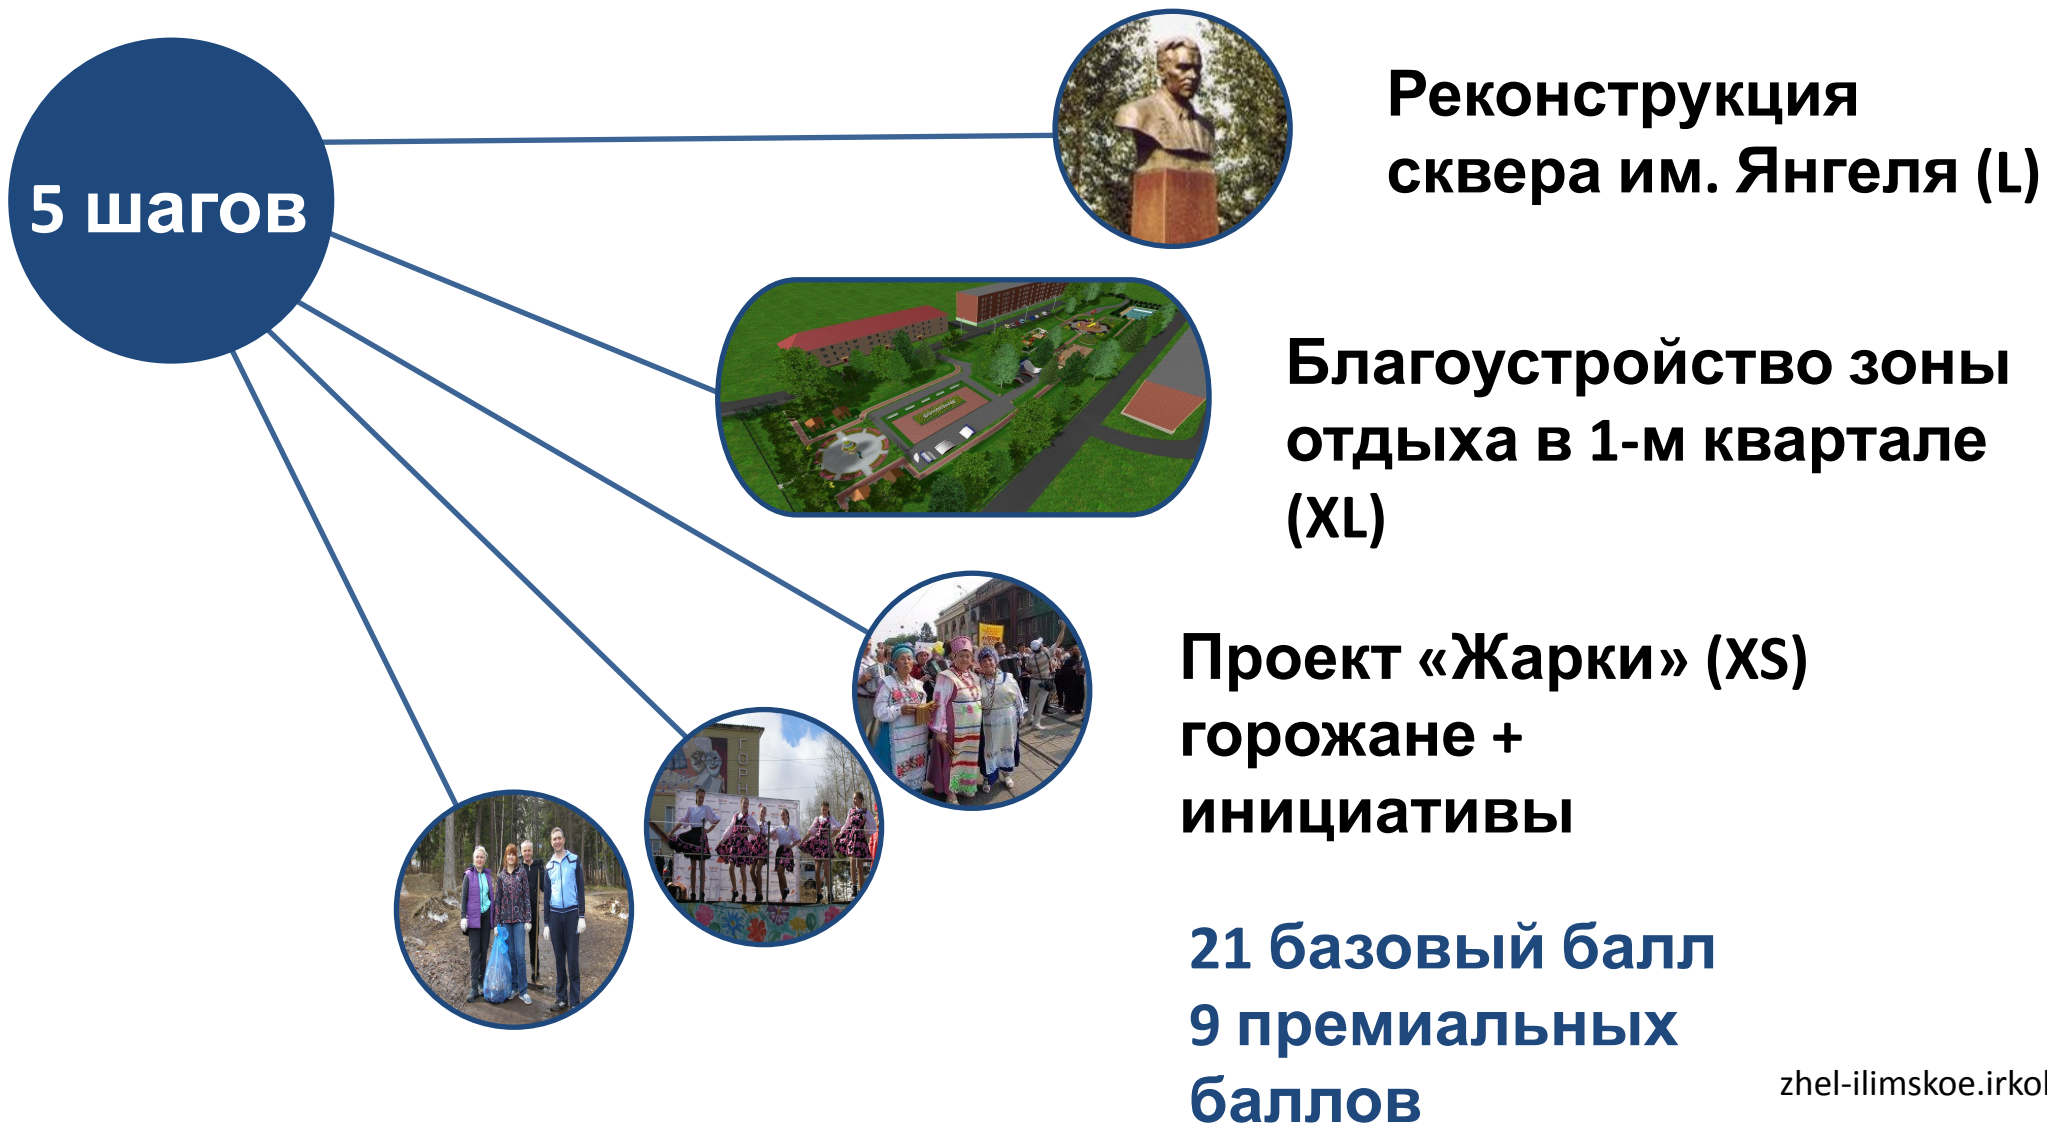 5 шагов
Реконструкция
сквера им. Янгеля (L)
Благоустройство зоны
отдыха в 1-м квартале
(XL)
Проект «Жарки» (XS)
горожане +
инициативы
21 базовый балл
9 премиальных
баллов
zhel-ilimskoe.irkob